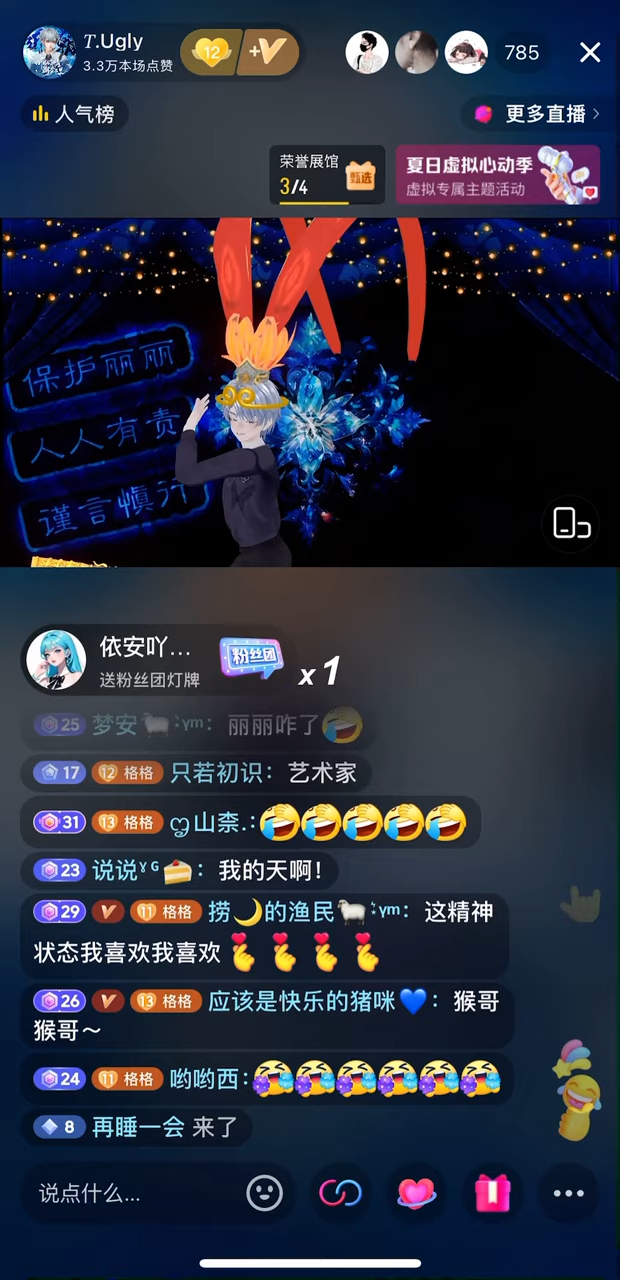 T.Ugly
3.3万本场点赞
12
+V
785
人气榜
更多直播
荣誉展馆
3/4
甄选
夏日虚拟心动季
虚拟专属主题活动
保护丽丽
人人有责
谨言慎行
依安吖...
送粉丝团灯牌
粉丝团
x1
25 梦安🐑ṃ: 丽丽咋了🤣
17 12 格格 只若初识: 艺术家
31 13 格格 ღ山柰.:🤣🤣🤣🤣🤣
23 说说ʸᴳ🍰: 我的天啊!
29 V 11 格格 捞🌙的渔民🐑ʏm: 这精神
状态我喜欢我喜欢
26 V 13 格格 应该是快乐的猪咪💙: 猴哥
猴哥~
24 11 格格 哟哟西:
8 再睡一会 来了
说点什么...